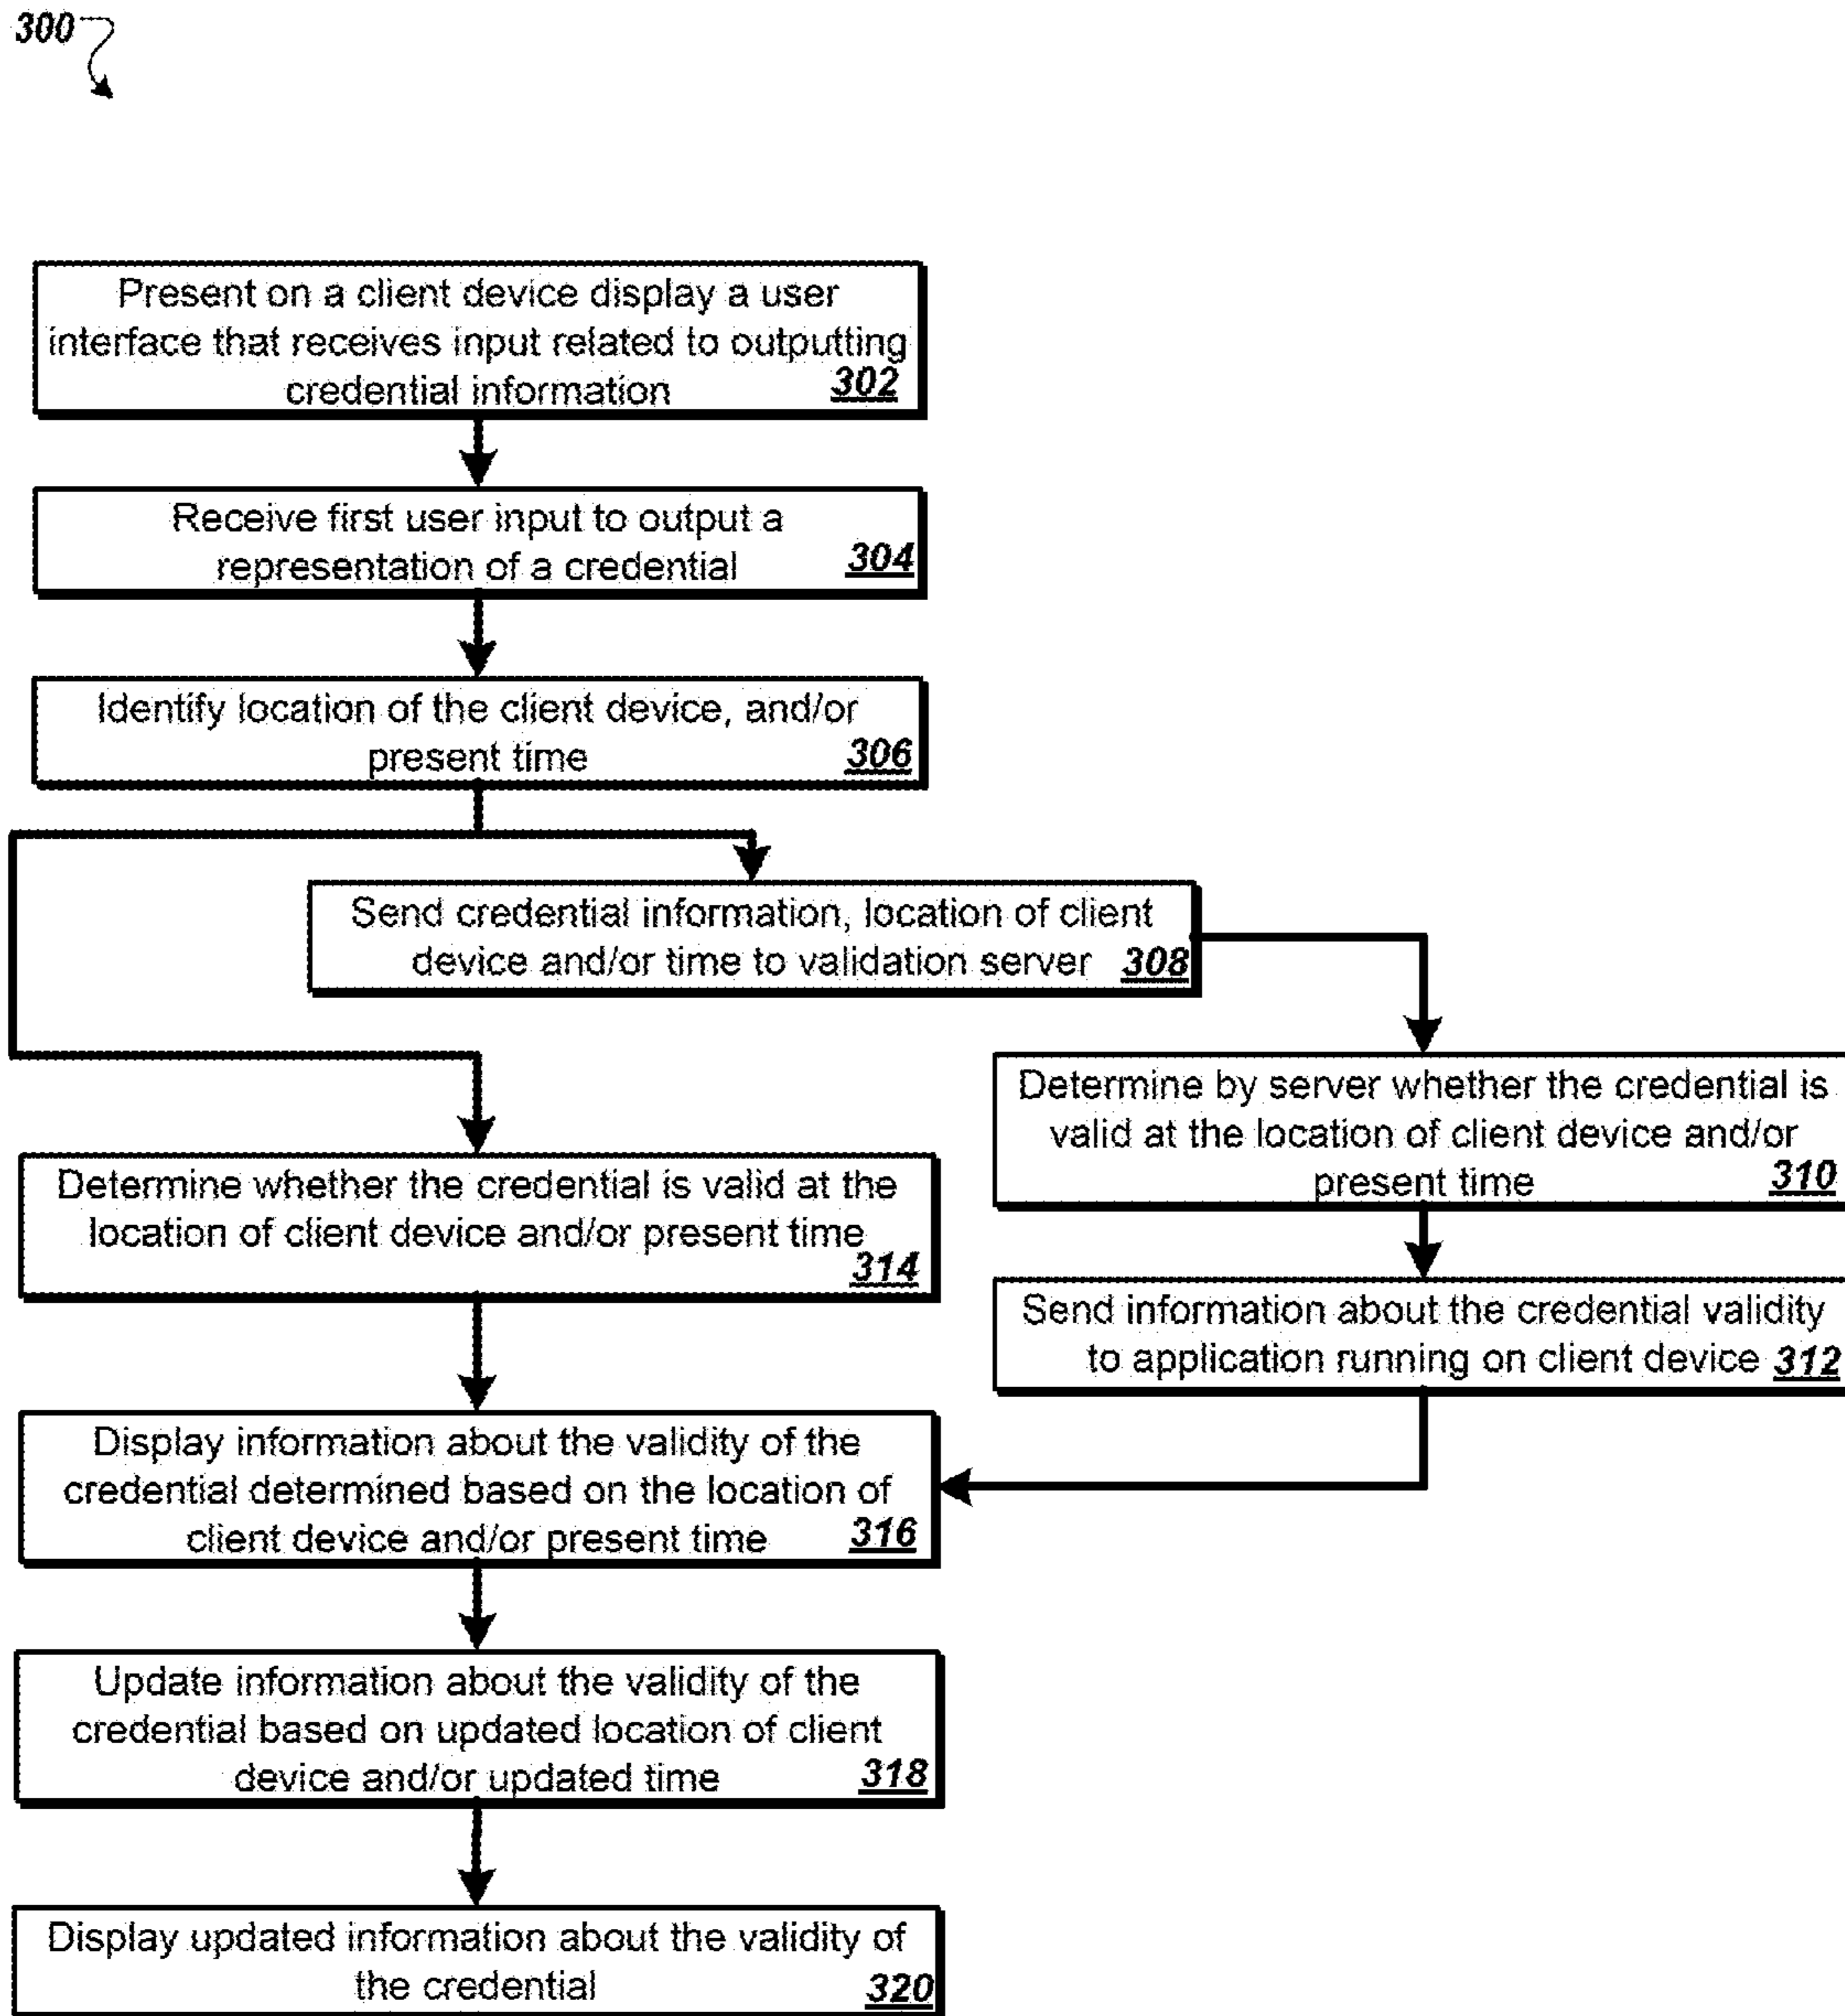 300
Present on a client device display a user
interface that receives input related to outputting
credential information 302
Receive first user input to output a
representation of a credential 304
Identify location of the client device, and/or
present time 306
Send credential information, location of client
device and/or time to validation server 308
Determine by server whether the credential is
valid at the location of client device and/or
present time 310
Determine whether the credential is valid at the
location of client device and/or present time
314
Send information about the credential validity
to application running on client device 312
Display information about the validity of the
credential determined based on the location of
client device and/or present time 316
Update information about the validity of the
credential based on updated location of client
device and/or updated time 318
Display updated information about the validity of
the credential 320